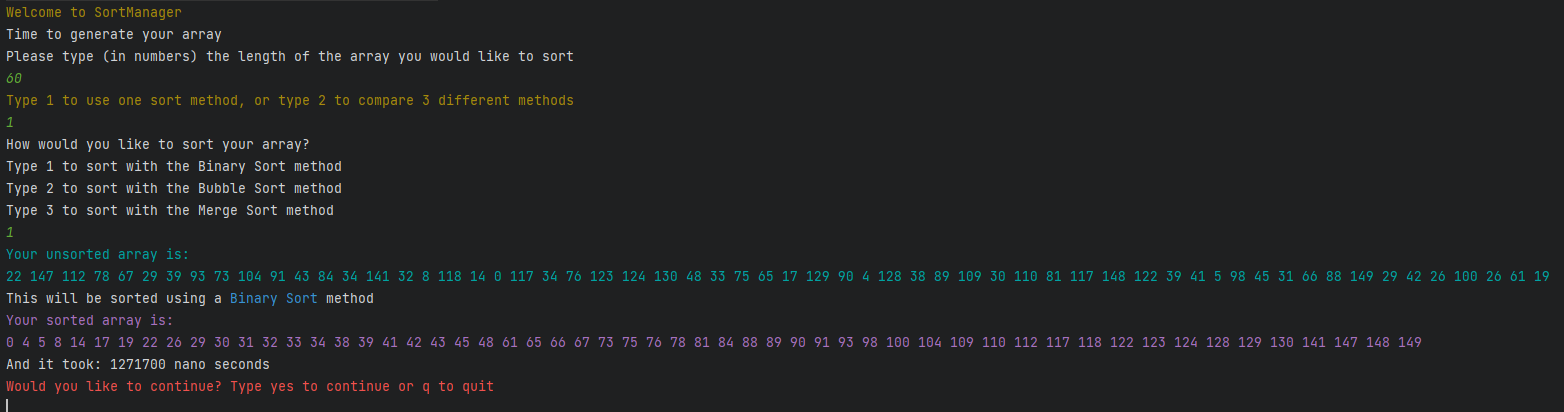 Welcome to SortManager
Time to generate your array
Please type (in numbers) the length of the array you would like to sort
60
Type 1 to use one sort method, or type 2 to compare 3 different methods
1
How would you like to sort your array?
Type 1 to sort with the Binary Sort method
Type 2 to sort with the Bubble Sort method
Type 3 to sort with the Merge Sort method
1
Your unsorted array is:
22 147 112 78 67 29 39 93 73 104 91 43 84 34 141 32 8 118 14 0 117 34 76 123 124 130 48 33 75 65 17 129 90 4 128 38 89 109 30 110 81 117 148 122 39 41 5 98 45 31 66 88 149 29 42 26 100 26 61 19
This will be sorted using a Binary Sort method
Your sorted array is:
0 4 5 8 14 17 19 22 26 29 30 31 32 33 34 38 39 41 42 43 45 48 61 65 66 67 73 75 76 78 81 84 88 89 90 91 93 98 100 104 109 110 112 117 118 122 123 124 128 129 130 141 147 148 149
And it took: 1271700 nano seconds
Would you like to continue? Type yes to continue or q to quit